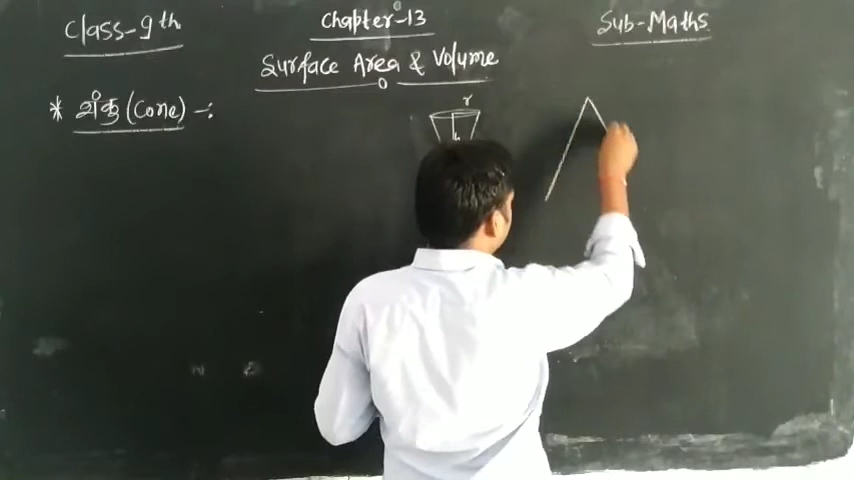 Class-9th
Chapter-13
Sub-Maths
Surface Area & Volume
* शंकु (Cone) -:
r
h